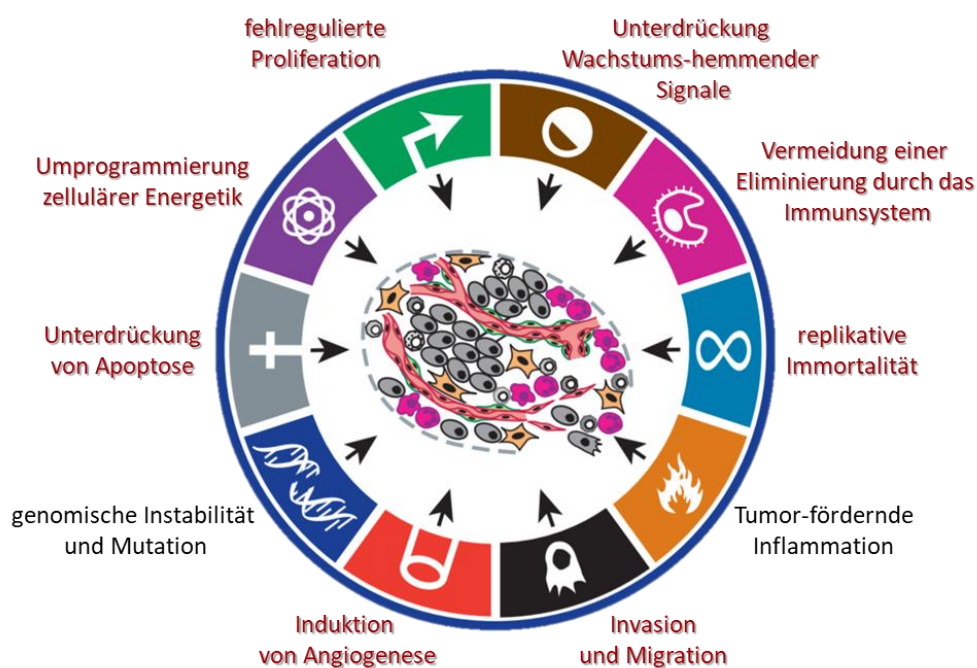 fehlregulierte
Proliferation
Unterdrückung
Wachstums-hemmender
Signale
Umprogrammierung
zellulärer Energetik
Vermeidung einer
Eliminierung durch das
Immunsystem
Unterdrückung
von Apoptose
replikative
Immortalität
genomische Instabilität
und Mutation
Tumor-fördernde
Inflammation
Induktion
von Angiogenese
Invasion
und Migration